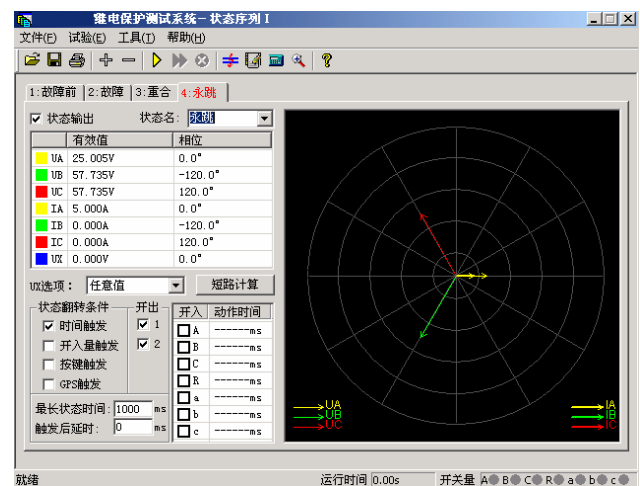 继电保护测试系统－状态序列 I
文件(F) 试验(E) 工具(T) 帮助(H)
1:故障前 2:故障 3:重合 4:永跳
状态输出 状态名: 永跳
有效值 相位
UA 25.005V 0.0°
UB 57.735V -120.0°
UC 57.735V 120.0°
IA 5.000A 0.0°
IB 0.000A -120.0°
IC 0.000A 120.0°
UX 0.000V 0.0°
UX选项: 任意值 短路计算
状态翻转条件 开出 开入 动作时间
时间触发 1 A ------ms
开入量触发 2 B ------ms
按键触发 C ------ms
GPS触发 R ------ms
a ------ms
最长状态时间: 1000 ms b ------ms
触发后延时: 0 ms c ------ms
UA IA
UB IB
UC IC
就绪 运行时间 0.00s 开关量 A B C R a b c